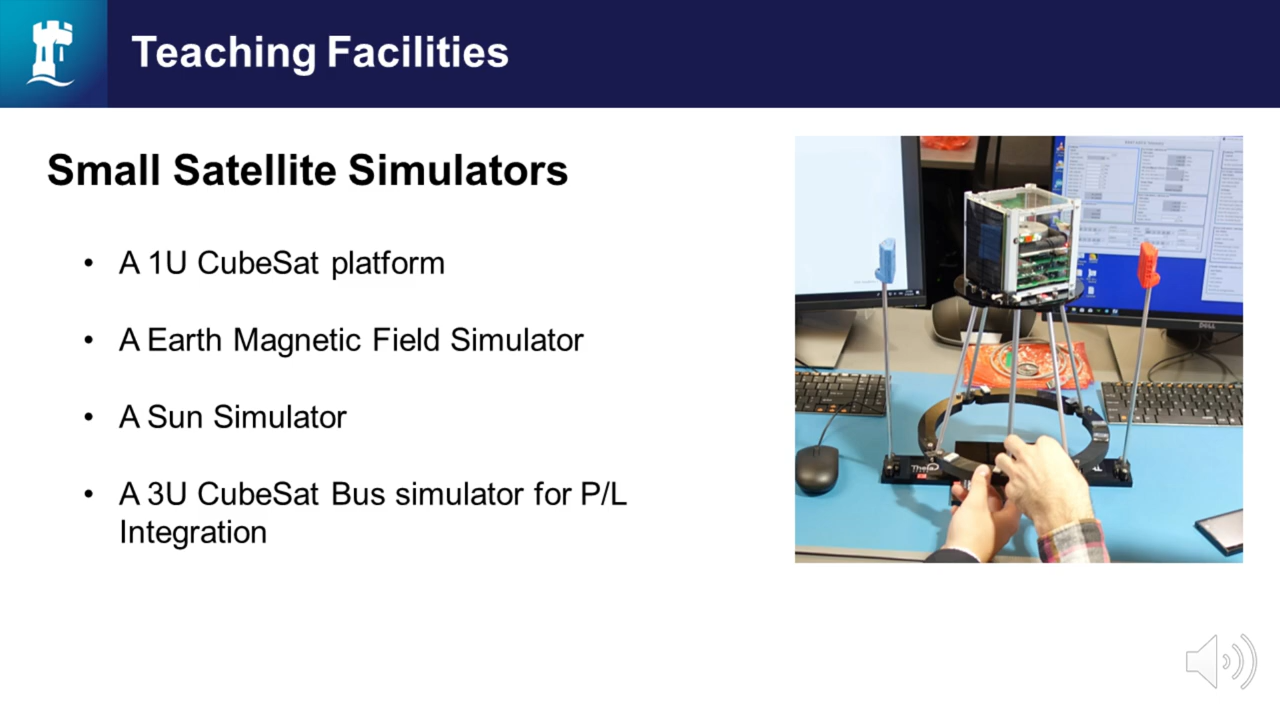 Teaching Facilities
Small Satellite Simulators
• A 1U CubeSat platform
• A Earth Magnetic Field Simulator
• A Sun Simulator
• A 3U CubeSat Bus simulator for P/L
Integration
DELL